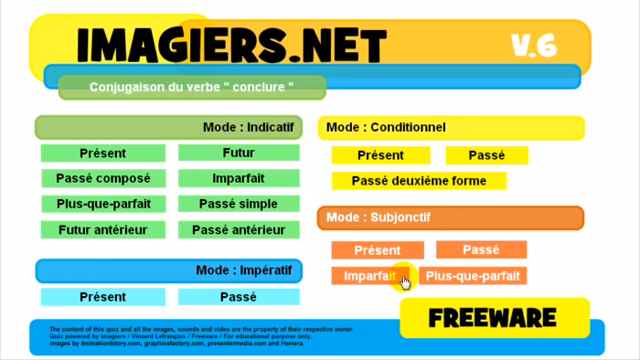 IMAGIERS.NET
V.6
Conjugaison du verbe " conclure "
Mode : Indicatif
Présent
Futur
Passé composé
Imparfait
Plus-que-parfait
Passé simple
Futur antérieur
Passé antérieur
Mode : Impératif
Présent
Passé
Mode : Conditionnel
Présent
Passé
Passé deuxième forme
Mode : Subjonctif
Présent
Passé
Imparfait
Plus-que-parfait
FREEWARE
The content of this quiz and all the images, sounds and video are the property of their respective owner.
Quiz powered by Imagiers / Vincent Lefrançois / Freeware / For educational purpose only.
Images by Animationfctory.com, graphicsfactory.com, presentermedia.com and Hemera.